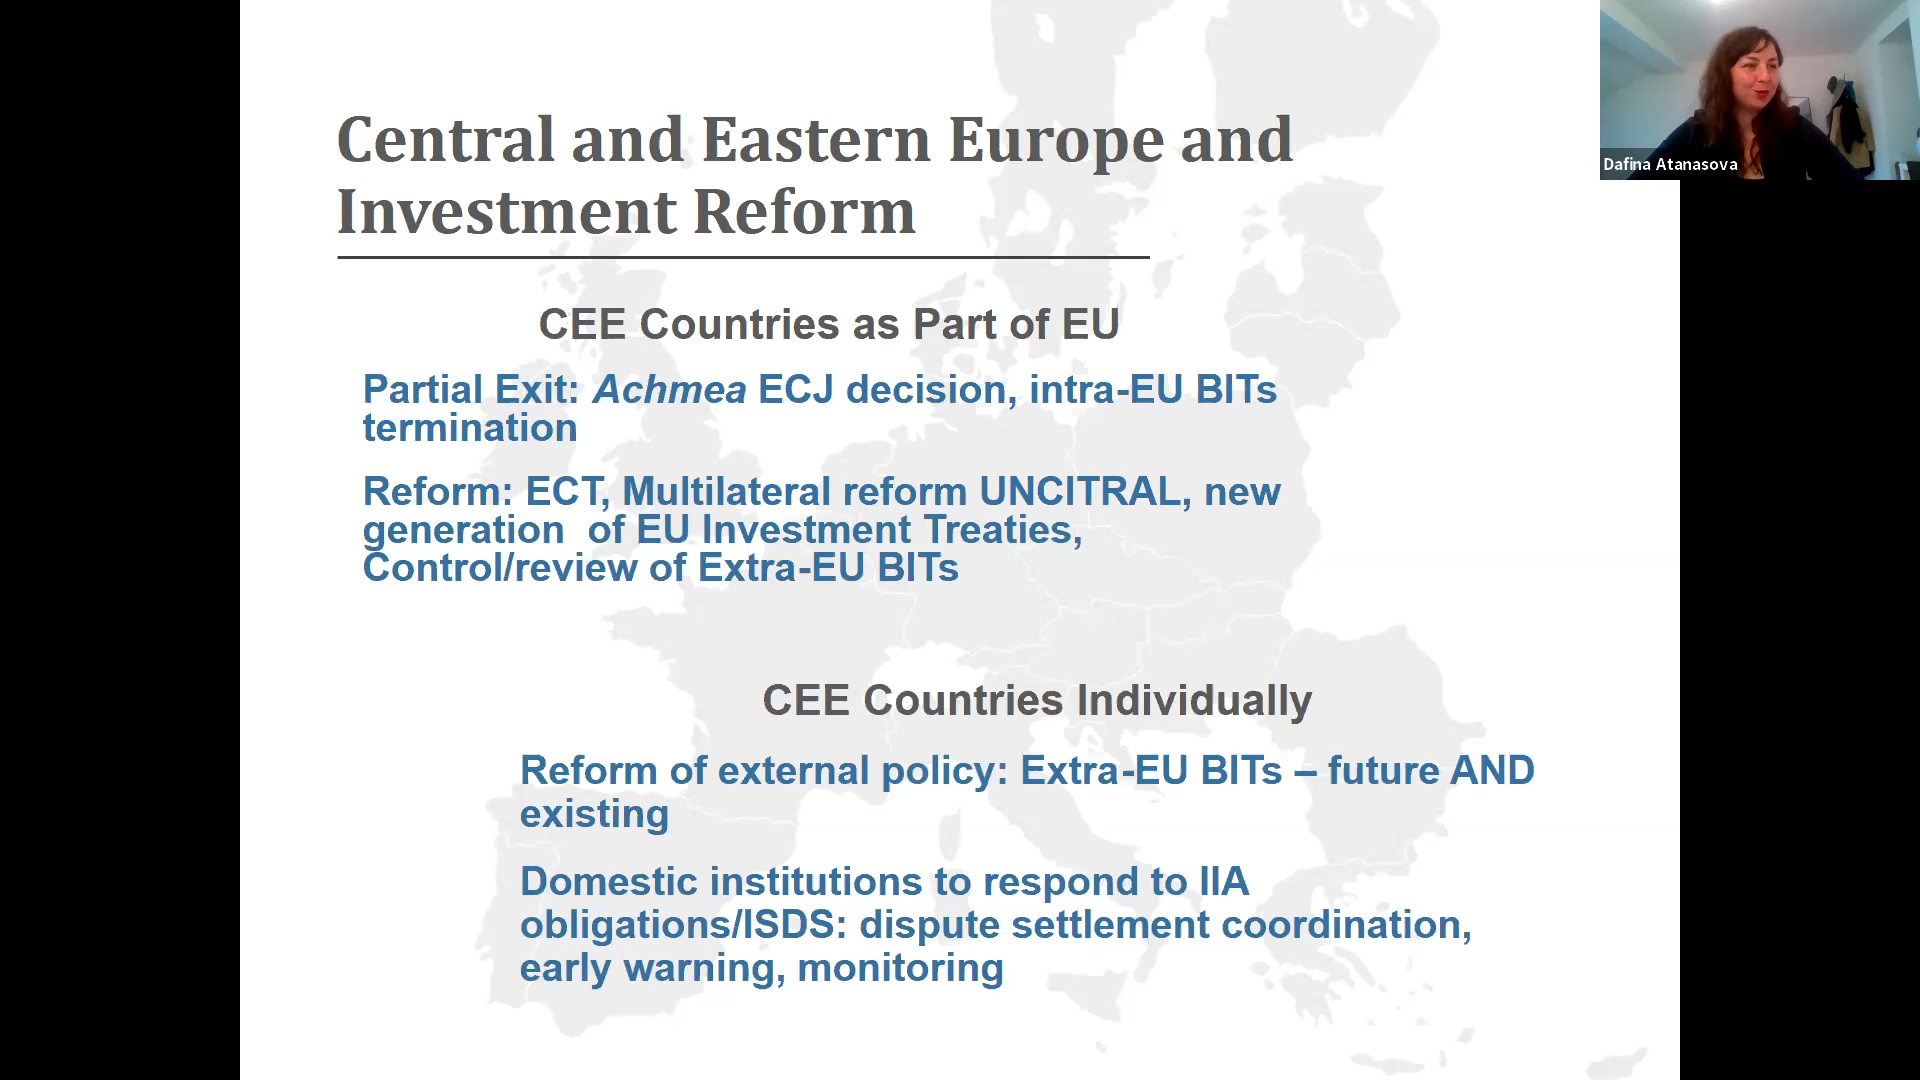 Central and Eastern Europe and
Investment Reform
CEE Countries as Part of EU
Partial Exit: Achmea ECJ decision, intra-EU BITs
termination
Reform: ECT, Multilateral reform UNCITRAL, new
generation  of EU Investment Treaties,
Control/review of Extra-EU BITs
CEE Countries Individually
Reform of external policy: Extra-EU BITs – future AND
existing
Domestic institutions to respond to IIA
obligations/ISDS: dispute settlement coordination,
early warning, monitoring
Dafina Atanasova